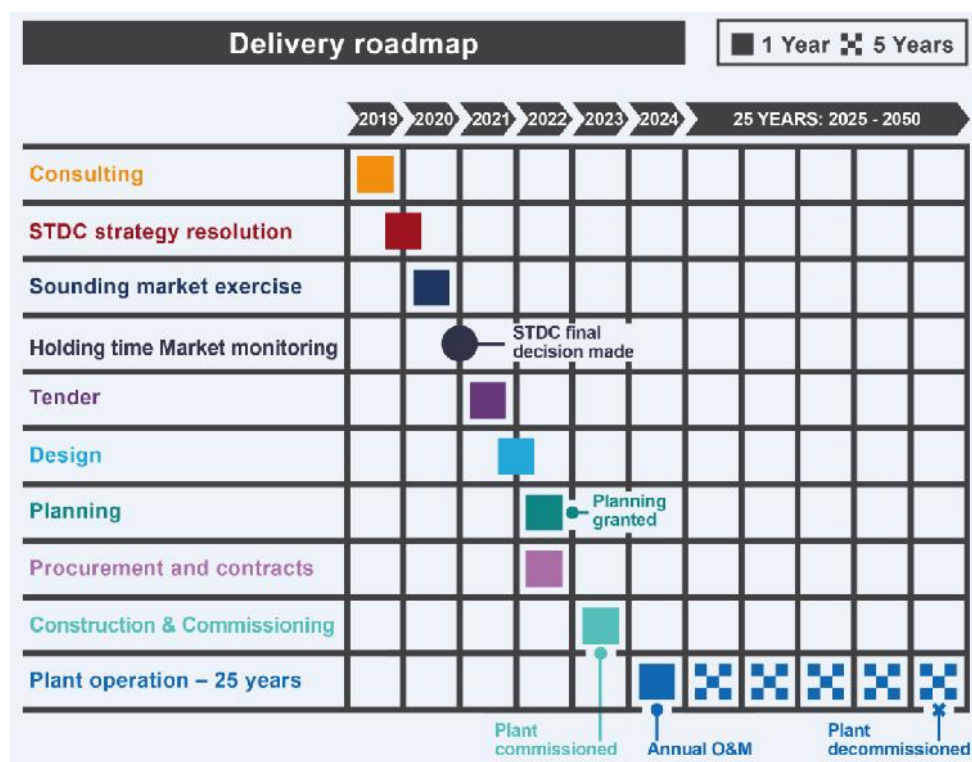 Delivery roadmap
1 Year 5 Years
2019 2020 2021 2022 2023 2024 25 YEARS: 2025 - 2050
Consulting
STDC strategy resolution
Sounding market exercise
Holding time Market monitoring
STDC final
decision made
Tender
Design
Planning
Planning
granted
Procurement and contracts
Construction & Commissioning
Plant operation – 25 years
Plant
commissioned
Annual O&M
Plant
decommissioned